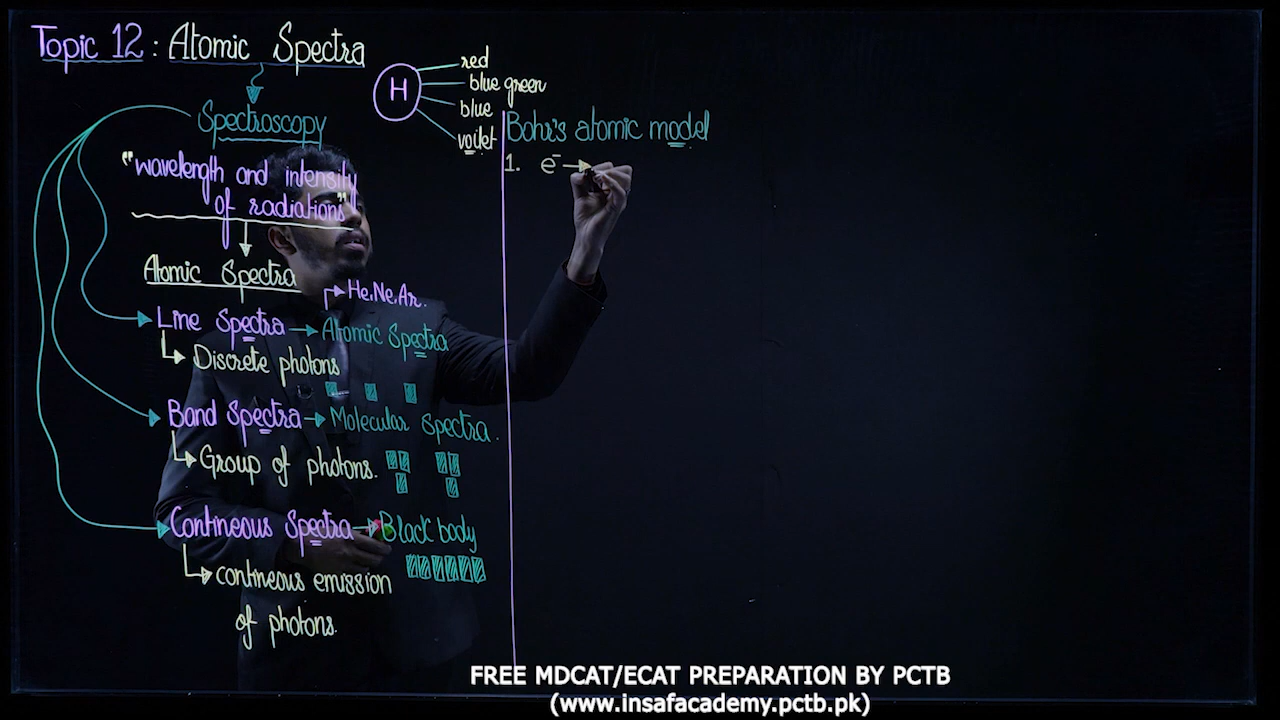 Topic 12 : Atomic Spectra
Spectroscopy
"wavelength and intensity
of radiations"
Atomic Spectra
Line Spectra → Atomic Spectra
He, Ne, Ar.
Discrete photons
Band Spectra → Molecular Spectra.
Group of photons.
Contineous Spectra → Black body
contineous emission
of photons.
H
red
blue green
blue
voilet
Bohr's atomic model
1. e⁻ →
FREE MDCAT/ECAT PREPARATION BY PCTB
(www.insafacademy.pctb.pk)